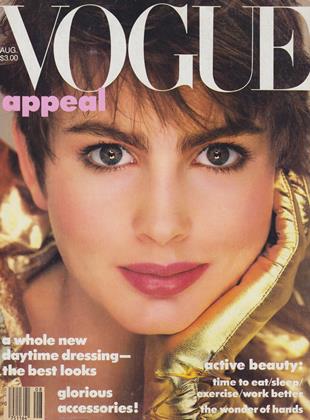 VOGUE
AUG.
$3.00
appeal
a whole new
daytime dressing—
the best looks
glorious
accessories!
active beauty:
time to eat/sleep/
exercise/work better
the wonder of hands